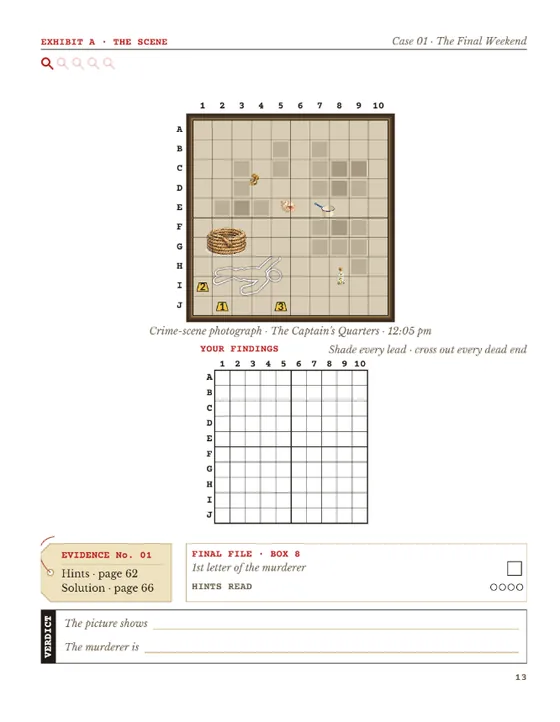 EXHIBIT A · THE SCENE
Case 01 · The Final Weekend
1 2 3 4 5 6 7 8 9 10
A
B
C
D
E
F
G
H
I
J
2
1
3
Crime-scene photograph · The Captain's Quarters · 12:05 pm
YOUR FINDINGS
Shade every lead · cross out every dead end
1 2 3 4 5 6 7 8 9 10
A
B
C
D
E
F
G
H
I
J
EVIDENCE No. 01
Hints · page 62
Solution · page 66
FINAL FILE · BOX 8
1st letter of the murderer
HINTS READ
VERDICT
The picture shows
The murderer is
13